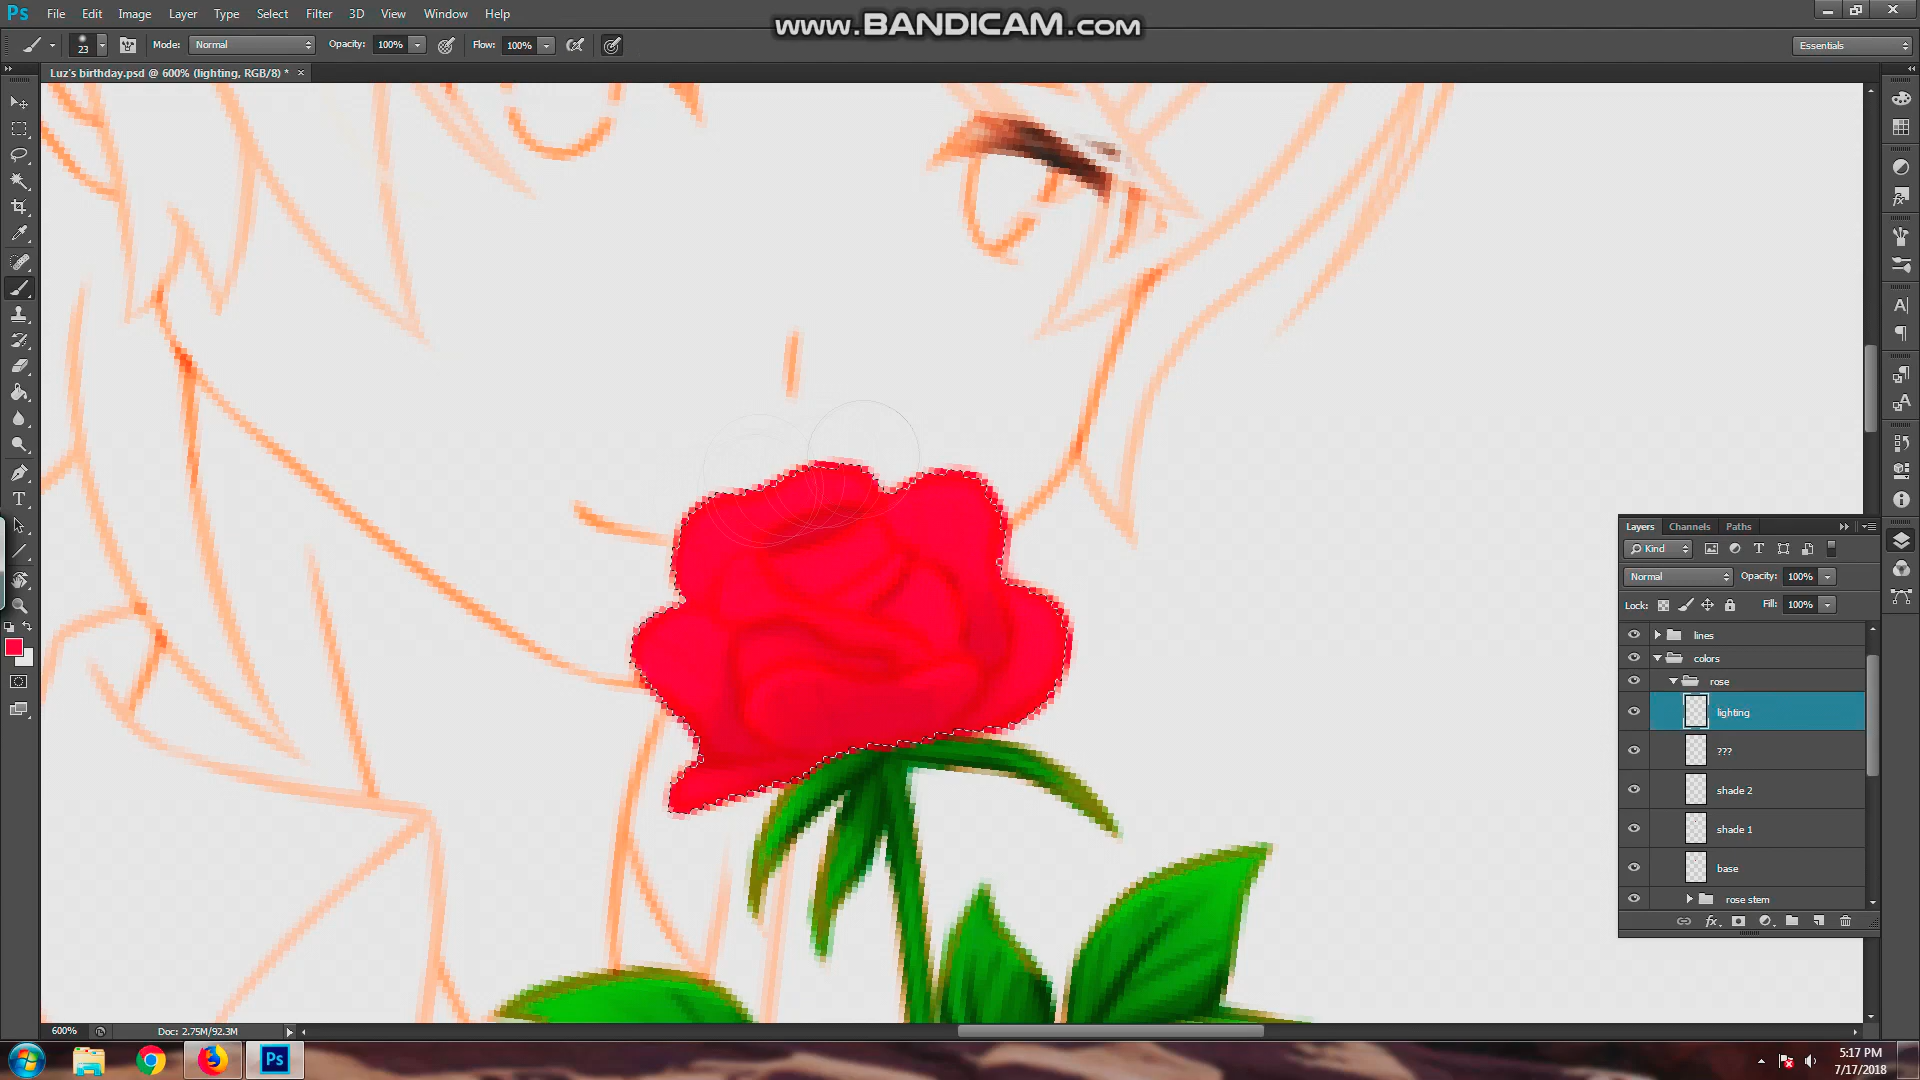 Ps File Edit Image Layer Type Select Filter 3D View Window Help
www.BANDICAM.com
23 Mode: Normal Opacity: 100% Flow: 100% Essentials
Luz's birthday.psd @ 600% (lighting, RGB/8) * ×
Layers Channels Paths
Kind
Normal Opacity: 100%
Lock: Fill: 100%
lines
colors
rose
lighting
???
shade 2
shade 1
base
rose stem
600% Doc: 2.75M/92.3M
Ps
5:17 PM
7/17/2018